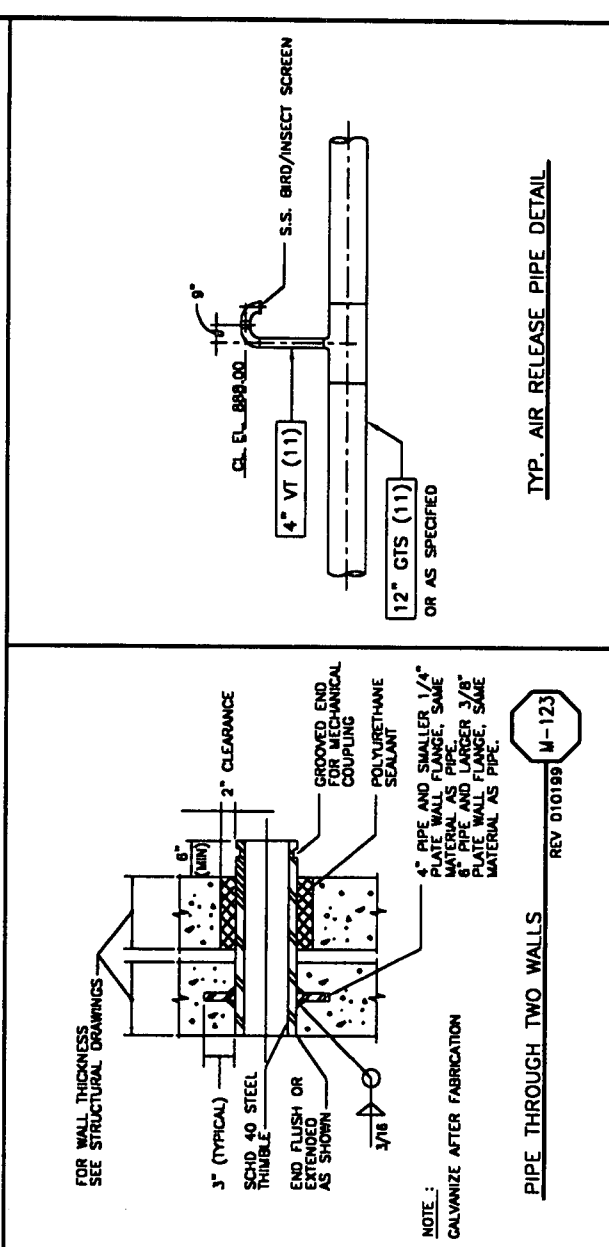 FOR WALL THICKNESS
SEE STRUCTURAL DRAWINGS
3" (TYPICAL)
SCHD 40 STEEL
THIMBLE
END FLUSH OR
EXTENDED
AS SHOWN
3/16
6"
(MIN)
2" CLEARANCE
GROOVED END
FOR MECHANICAL
COUPLING
POLYURETHANE
SEALANT
4" PIPE AND SMALLER 1/4"
PLATE WALL FLANGE, SAME
MATERIAL AS PIPE.
6" PIPE AND LARGER 3/8"
PLATE WALL FLANGE, SAME
MATERIAL AS PIPE.
NOTE :
GALVANIZE AFTER FABRICATION
PIPE THROUGH TWO WALLS
M-123
REV 010199
9"
S.S. BIRD/INSECT SCREEN
CL EL. 888.00
4" VT (11)
12" GTS (11)
OR AS SPECIFIED
TYP. AIR RELEASE PIPE DETAIL